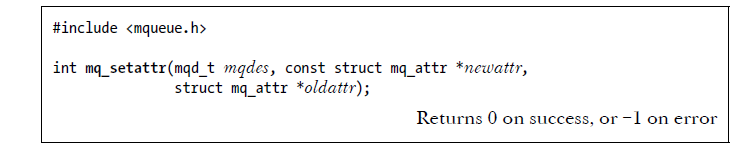 #include <mqueue.h>
int mq_setattr(mqd_t mqdes, const struct mq_attr *newattr,
struct mq_attr *oldattr);
Returns 0 on success, or –1 on error